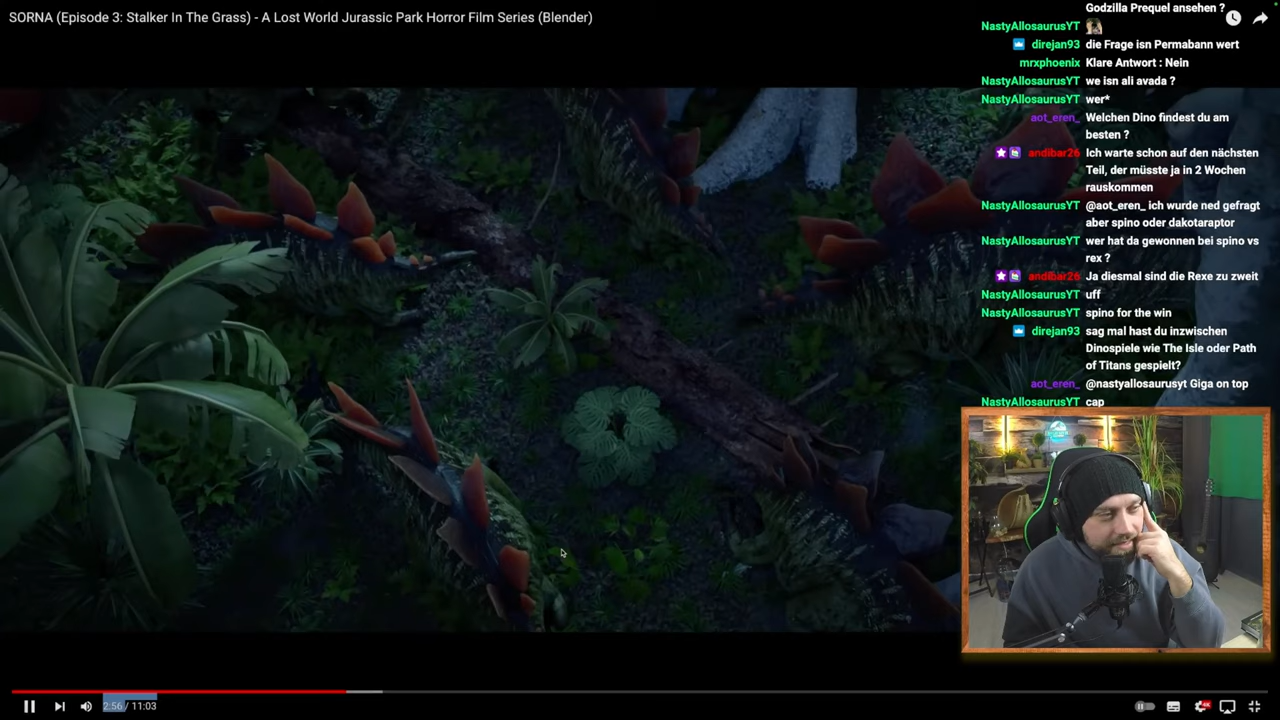 SORNA (Episode 3: Stalker In The Grass) - A Lost World Jurassic Park Horror Film Series (Blender)
Godzilla Prequel ansehen ?
NastyAllosaurusYT
direjan93 die Frage isn Permabann wert
mrxphoenix Klare Antwort : Nein
NastyAllosaurusYT we isn ali avada ?
NastyAllosaurusYT wer*
aot_eren_ Welchen Dino findest du am
besten ?
andibar26 Ich warte schon auf den nächsten
Teil, der müsste ja in 2 Wochen
rauskommen
NastyAllosaurusYT @aot_eren_ ich wurde ned gefragt
aber spino oder dakotaraptor
NastyAllosaurusYT wer hat da gewonnen bei spino vs
rex ?
andibar26 Ja diesmal sind die Rexe zu zweit
NastyAllosaurusYT uff
NastyAllosaurusYT spino for the win
direjan93 sag mal hast du inzwischen
Dinospiele wie The Isle oder Path
of Titans gespielt?
aot_eren_ @nastyallosaurusyt Giga on top
NastyAllosaurusYT cap
2:56 / 11:03